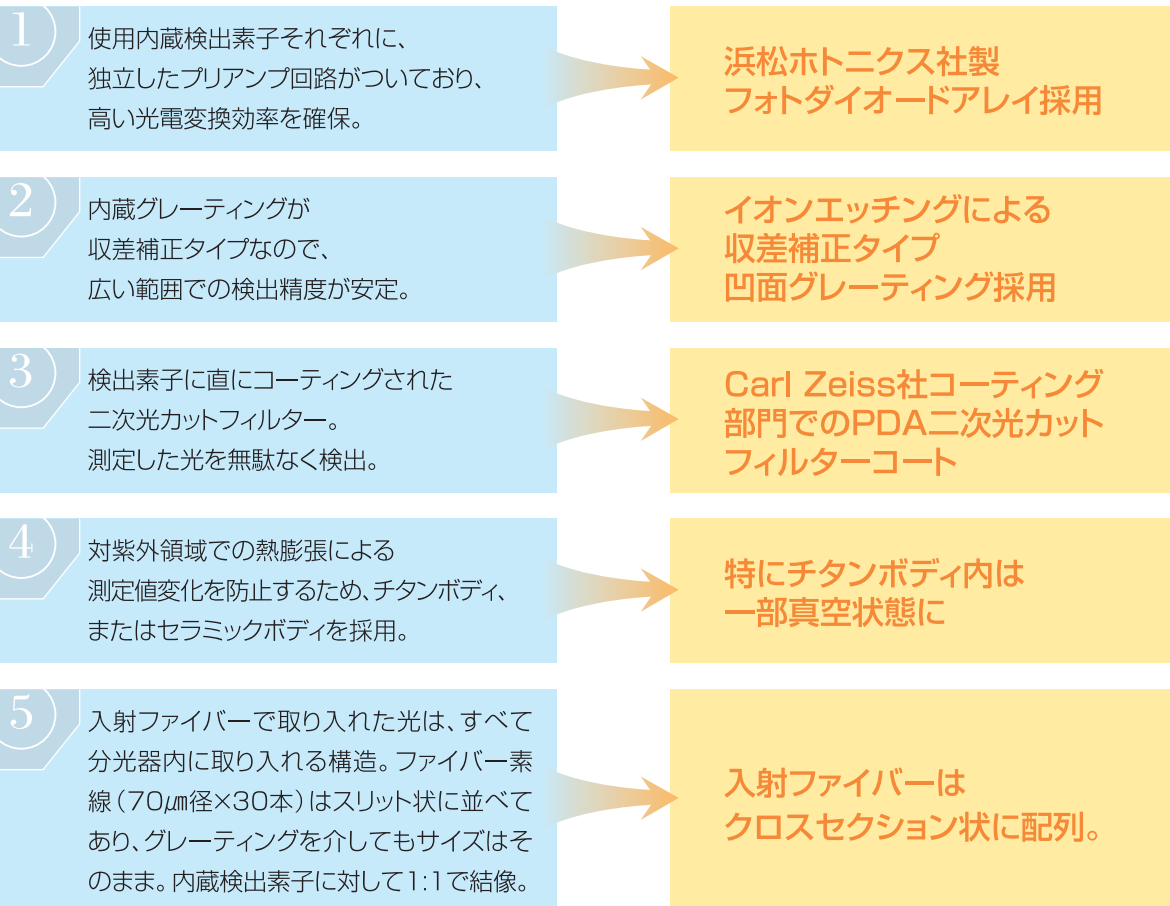 1
使用内蔵検出素子それぞれに、
独立したプリアンプ回路がついており、
高い光電変換効率を確保。
浜松ホトニクス社製
フォトダイオードアレイ採用
2
内蔵グレーティングが
収差補正タイプなので、
広い範囲での検出精度が安定。
イオンエッチングによる
収差補正タイプ
凹面グレーティング採用
3
検出素子に直にコーティングされた
二次光カットフィルター。
測定した光を無駄なく検出。
Carl Zeiss社コーティング
部門でのPDA二次光カット
フィルターコート
4
対紫外領域での熱膨張による
測定値変化を防止するため、チタンボディ、
またはセラミックボディを採用。
特にチタンボディ内は
一部真空状態に
5
入射ファイバーで取り入れた光は、すべて
分光器内に取り入れる構造。ファイバー素
線（70㎛径×30本）はスリット状に並べて
あり、グレーティングを介してもサイズはそ
のまま。内蔵検出素子に対して1:1で結像。
入射ファイバーは
クロスセクション状に配列。